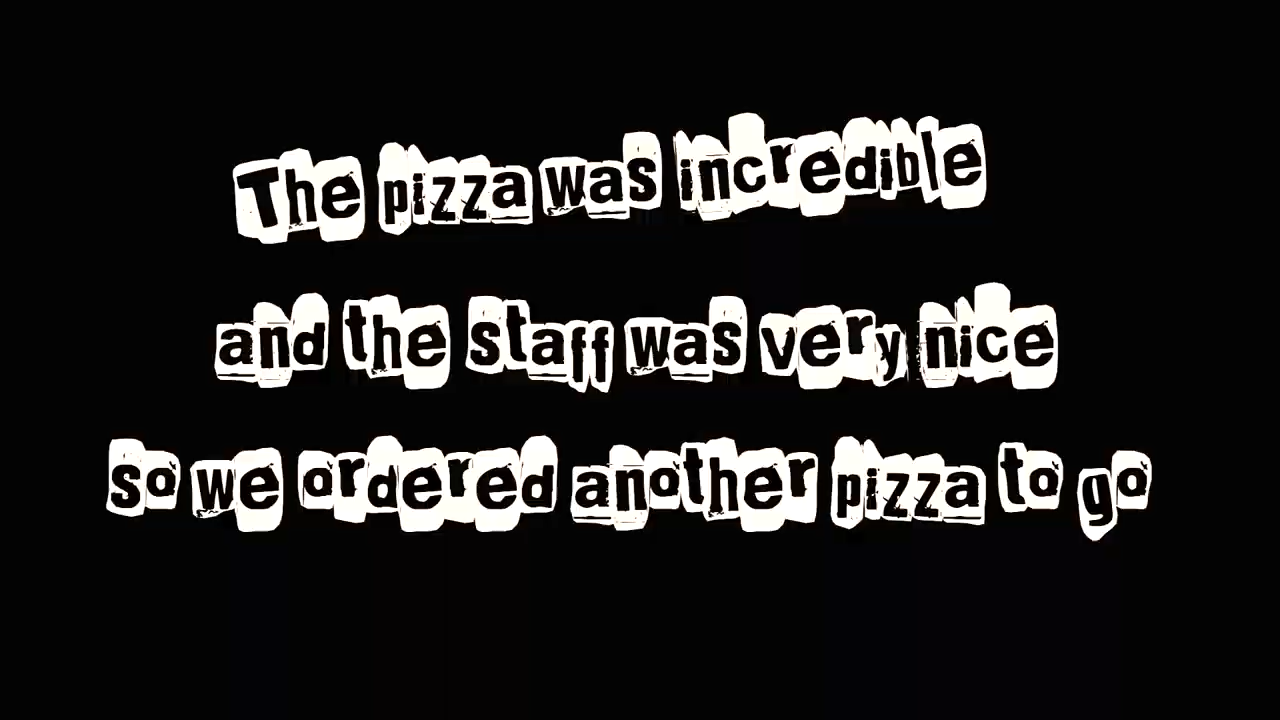 The pizza was incredible
and the staff was very nice
so we ordered another pizza to go